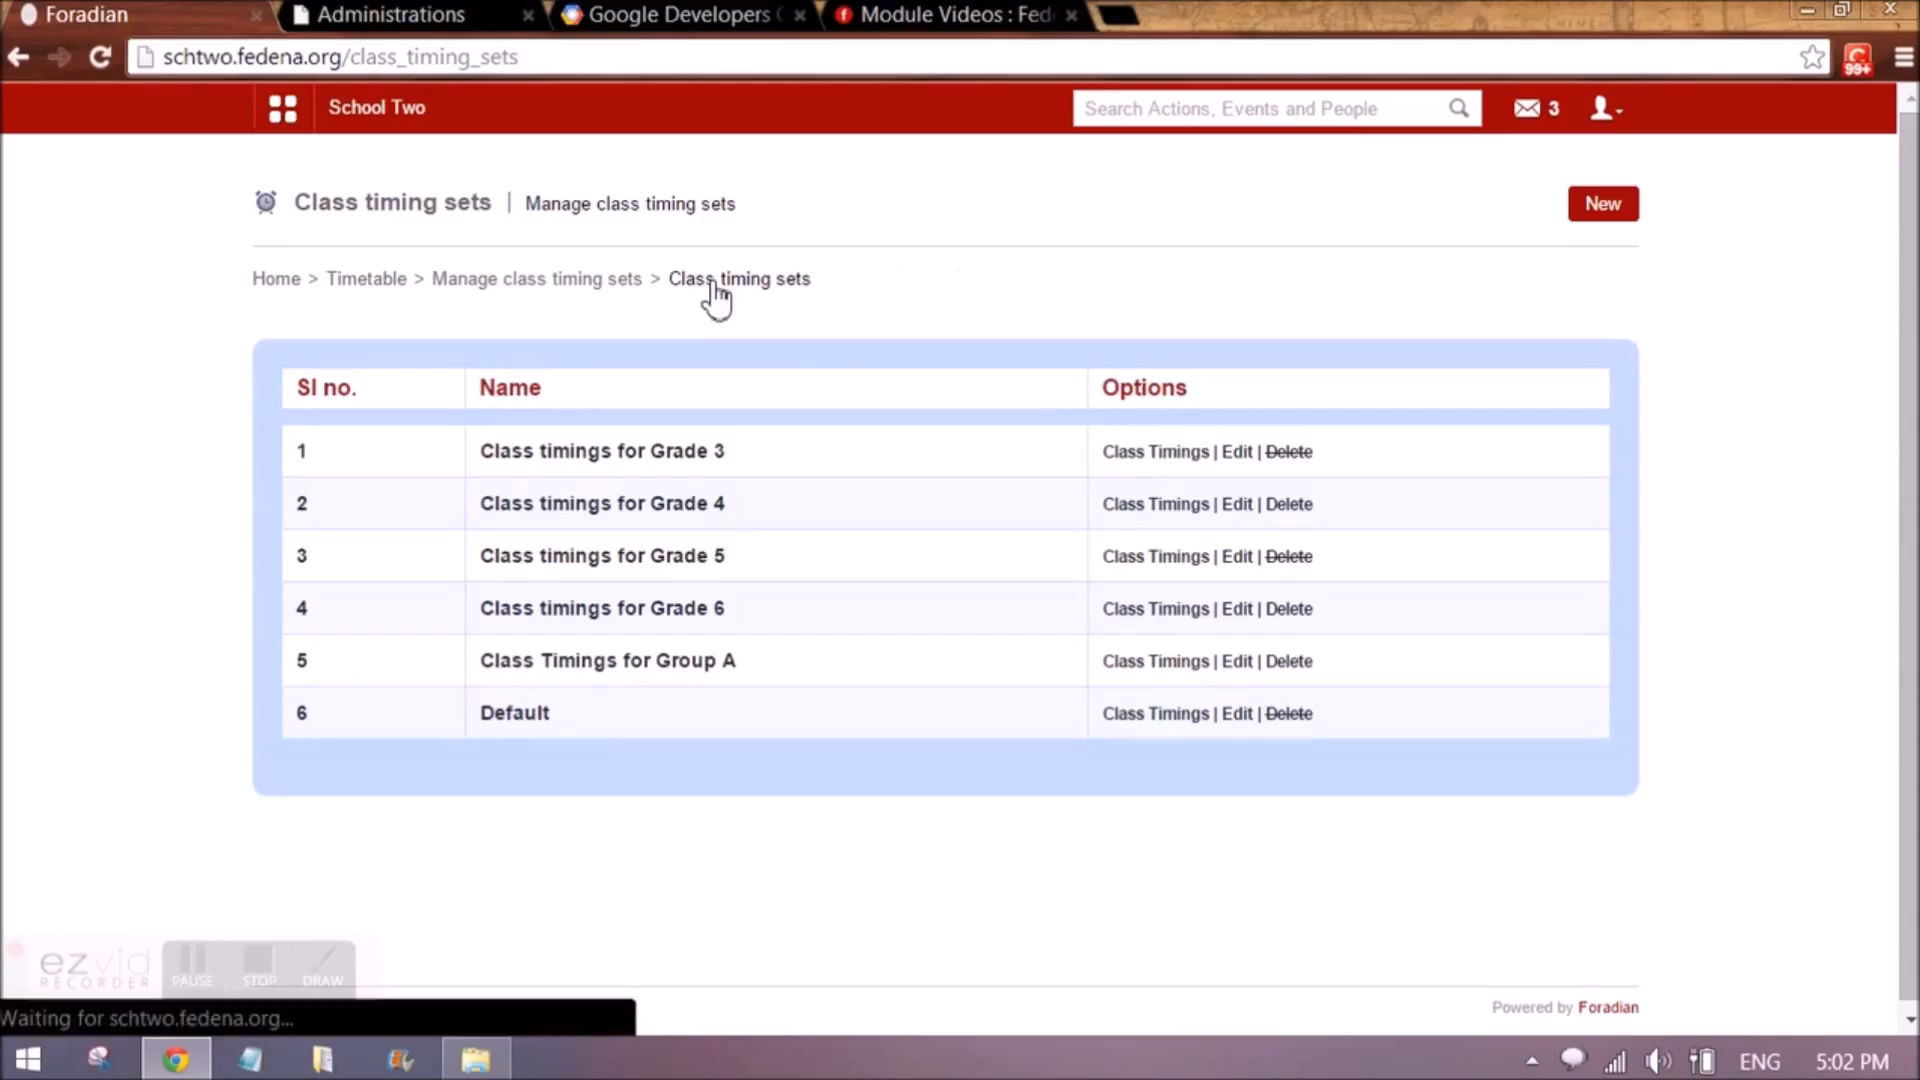 Foradian
Administrations
Google Developers
Module Videos : Fed
schtwo.fedena.org/class_timing_sets
99+
School Two
Search Actions, Events and People
3
Class timing sets | Manage class timing sets
New
Home > Timetable > Manage class timing sets > Class timing sets
Sl no. Name Options
1 Class timings for Grade 3 Class Timings | Edit | Delete
2 Class timings for Grade 4 Class Timings | Edit | Delete
3 Class timings for Grade 5 Class Timings | Edit | Delete
4 Class timings for Grade 6 Class Timings | Edit | Delete
5 Class Timings for Group A Class Timings | Edit | Delete
6 Default Class Timings | Edit | Delete
ezvid
RECORDER
PAUSE STOP DRAW
Powered by Foradian
Waiting for schtwo.fedena.org...
ENG 5:02 PM